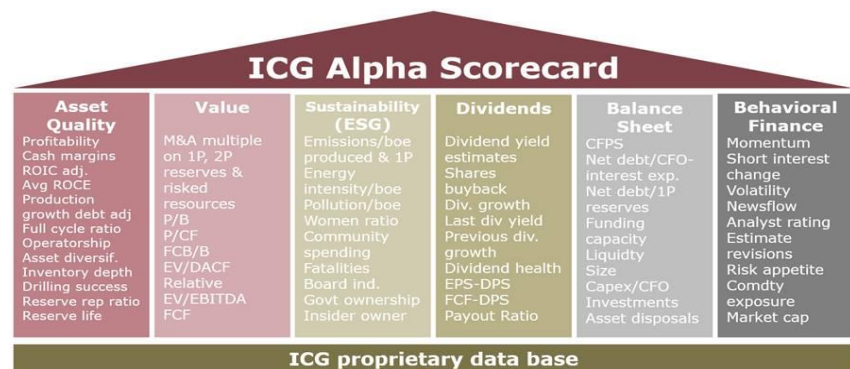 ICG Alpha Scorecard
Asset
Quality
Profitability
Cash margins
ROIC adj.
Avg ROCE
Production
growth debt adj
Full cycle ratio
Operatorship
Asset diversif.
Inventory depth
Drilling success
Reserve rep ratio
Reserve life
Value
M&A multiple
on 1P, 2P
reserves &
risked
resources
P/B
P/CF
FCB/B
EV/DACF
Relative
EV/EBITDA
FCF
Sustainability
(ESG)
Emissions/boe
produced & 1P
Energy
intensity/boe
Pollution/boe
Women ratio
Community
spending
Fatalities
Board ind.
Govt ownership
Insider owner
Dividends
Dividend yield
estimates
Shares
buyback
Div. growth
Last div yield
Previous div.
growth
Dividend health
EPS-DPS
FCF-DPS
Payout Ratio
Balance
Sheet
CFPS
Net debt/CFO-
interest exp.
Net debt/1P
reserves
Funding
capacity
Liquidity
Size
Capex/CFO
Investments
Asset disposals
Behavioral
Finance
Momentum
Short interest
change
Volatility
Newsflow
Analyst rating
Estimate
revisions
Risk appetite
Comdty
exposure
Market cap
ICG proprietary data base